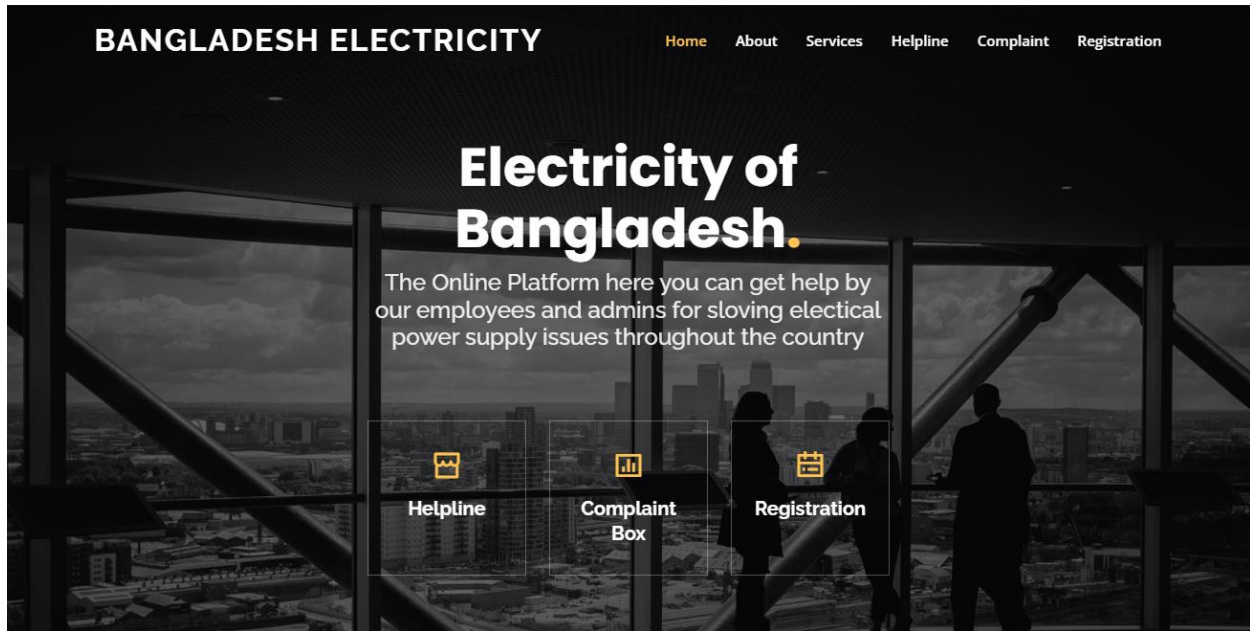 BANGLADESH ELECTRICITY
Home About Services Helpline Complaint Registration
Electricity of
Bangladesh.
The Online Platform here you can get help by
our employees and admins for sloving electical
power supply issues throughout the country
Helpline
Complaint
Box
Registration